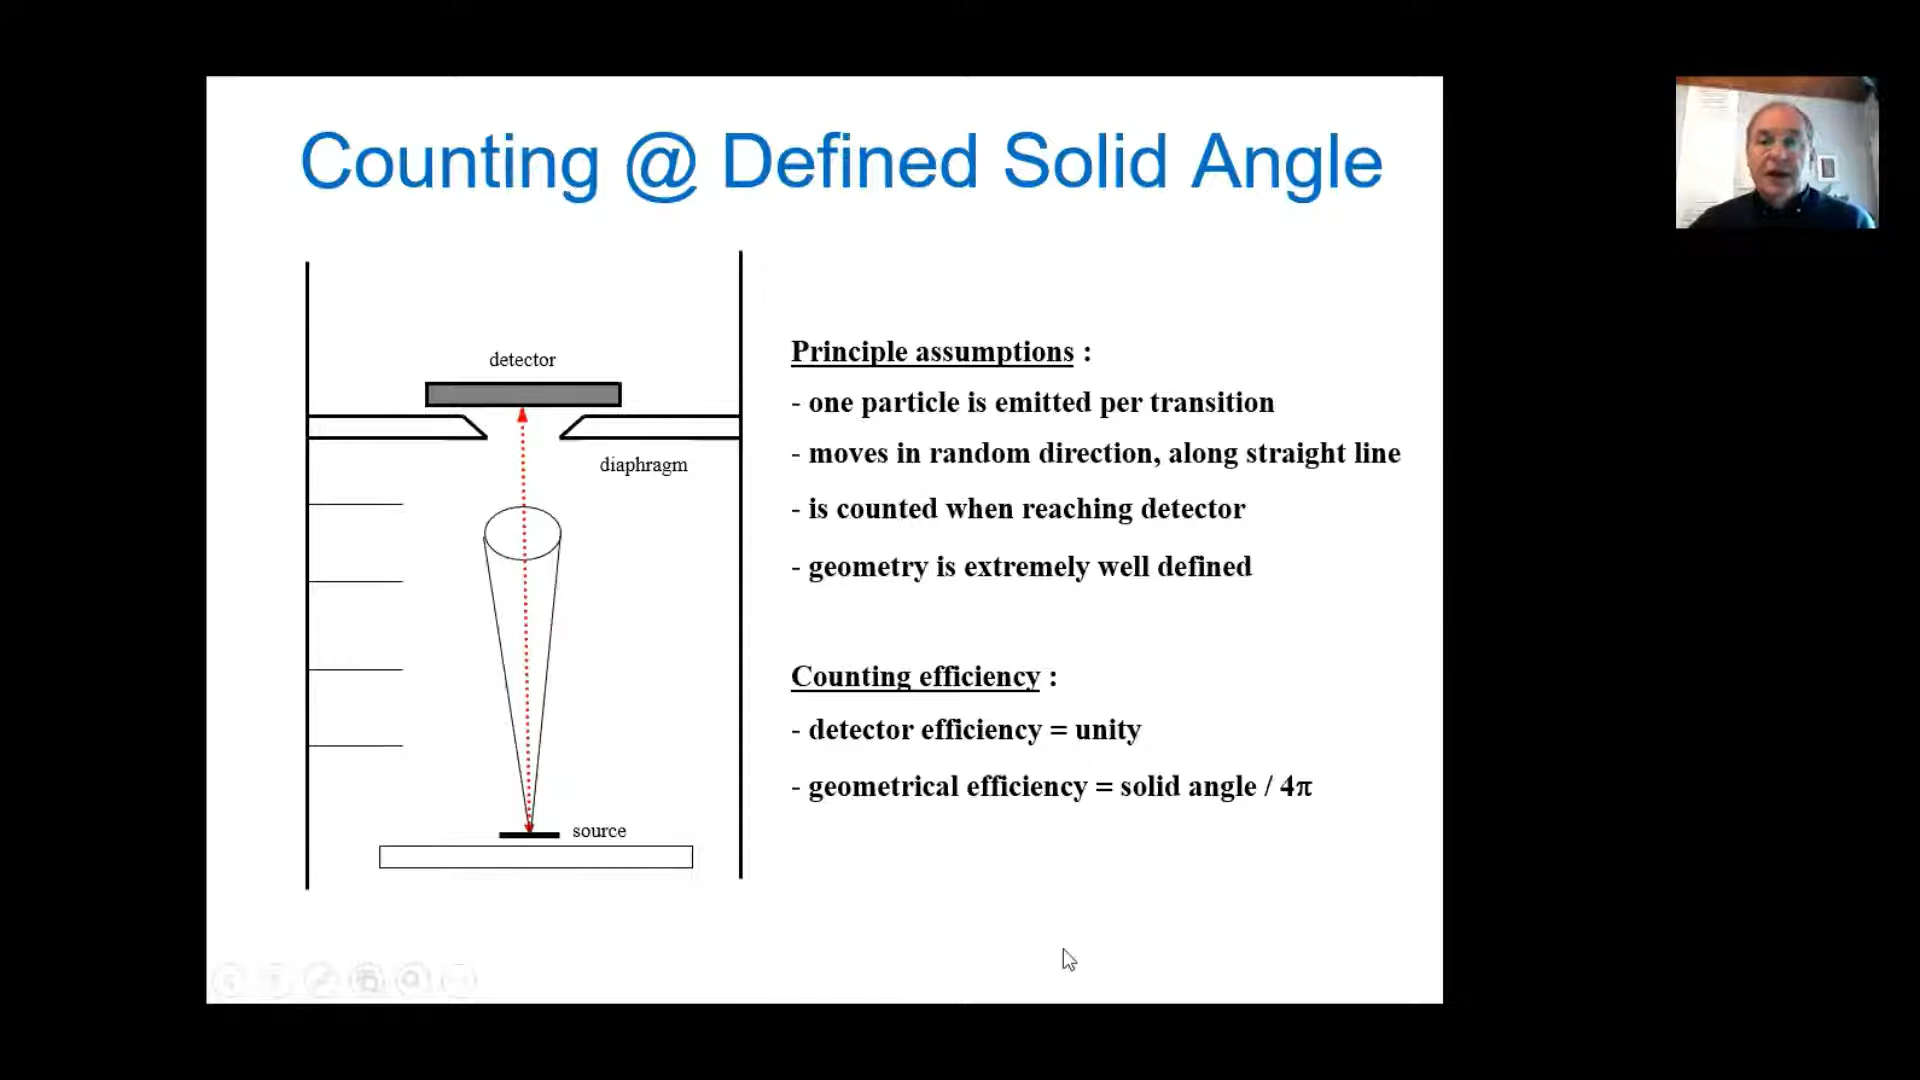 Counting @ Defined Solid Angle
detector
diaphragm
source
Principle assumptions :
- one particle is emitted per transition
- moves in random direction, along straight line
- is counted when reaching detector
- geometry is extremely well defined
Counting efficiency :
- detector efficiency = unity
- geometrical efficiency = solid angle / 4π